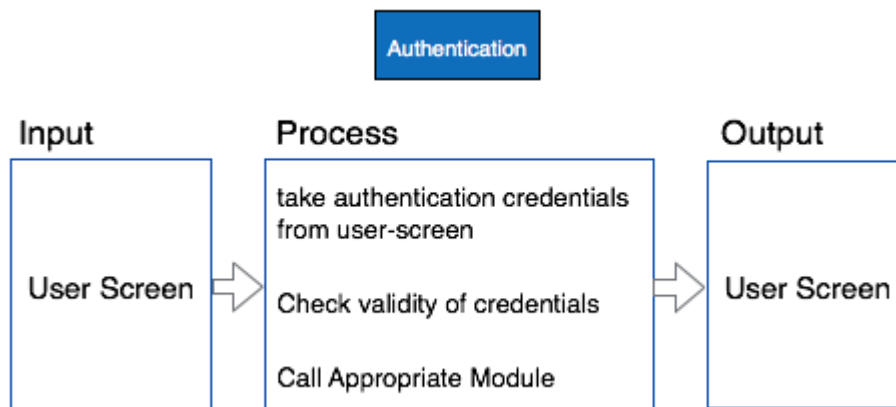 Authentication
Input
Process
Output
User Screen
take authentication credentials
from user-screen
Check validity of credentials
Call Appropriate Module
User Screen